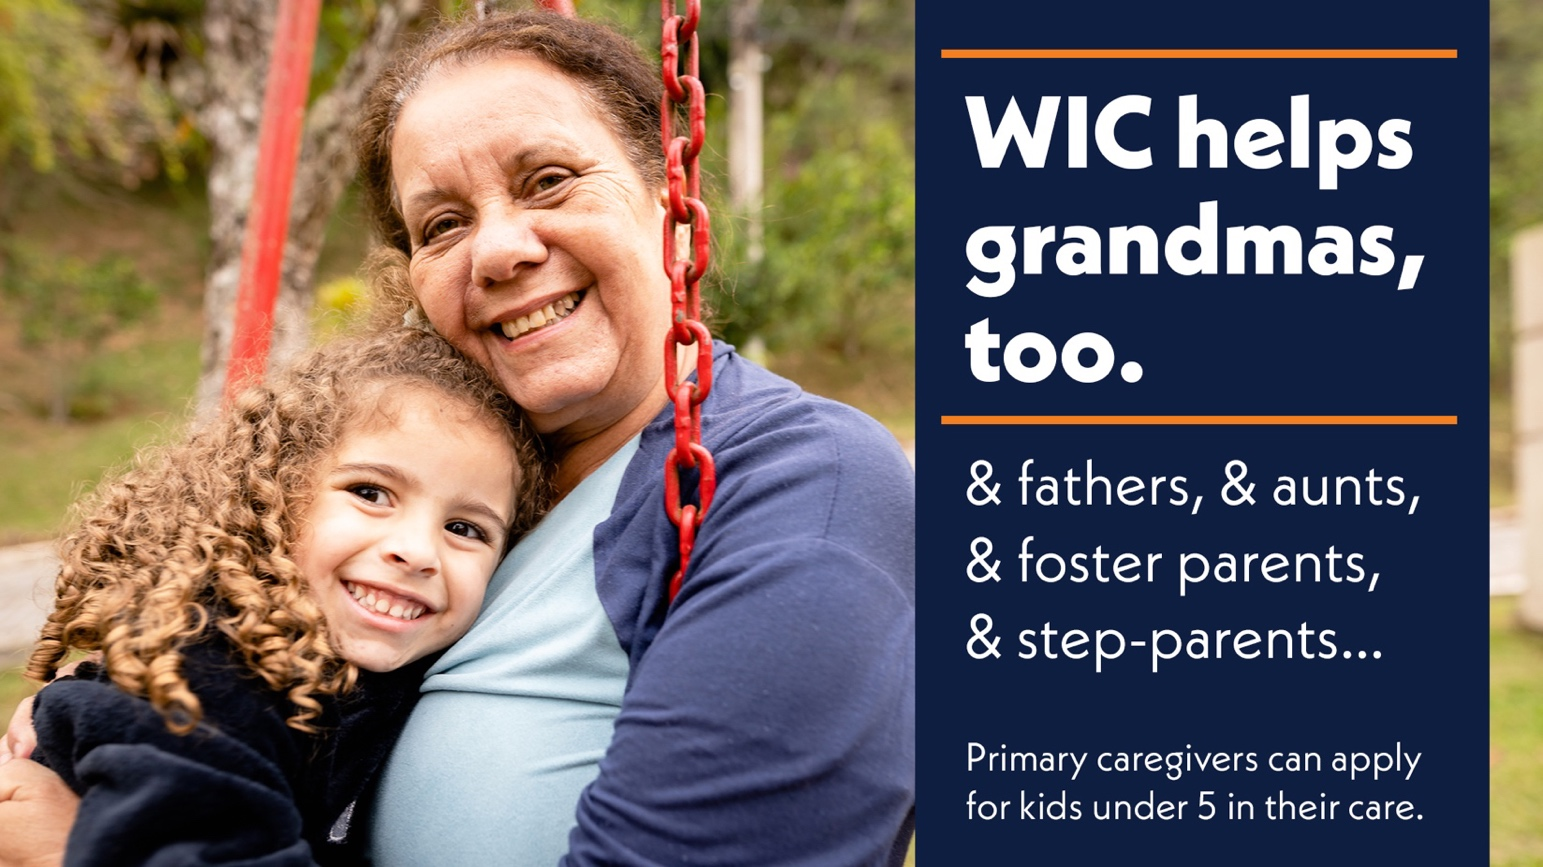 WIC helps
grandmas,
too.
& fathers, & aunts,
& foster parents,
& step-parents...
Primary caregivers can apply
for kids under 5 in their care.